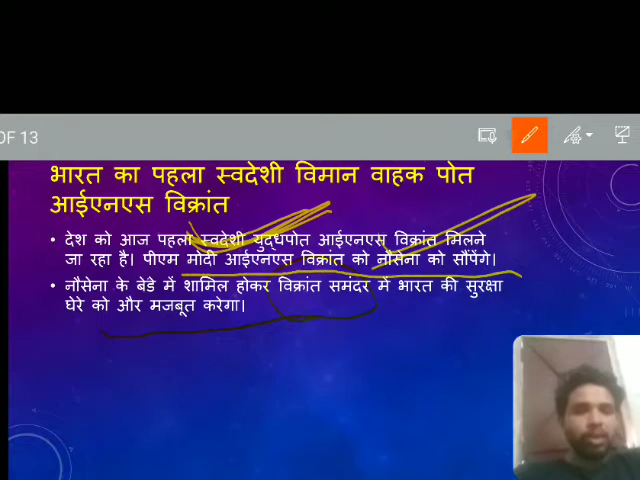 OF 13
भारत का पहला स्वदेशी विमान वाहक पोत
आईएनएस विक्रांत
• देश को आज पहला स्वदेशी युद्धपोत आईएनएस विक्रांत मिलने
जा रहा है। पीएम मोदी आईएनएस विक्रांत को नौसेना को सौंपेंगे।
• नौसेना के बेडे में शामिल होकर विक्रांत समंदर में भारत की सुरक्षा
घेरे को और मजबूत करेगा।